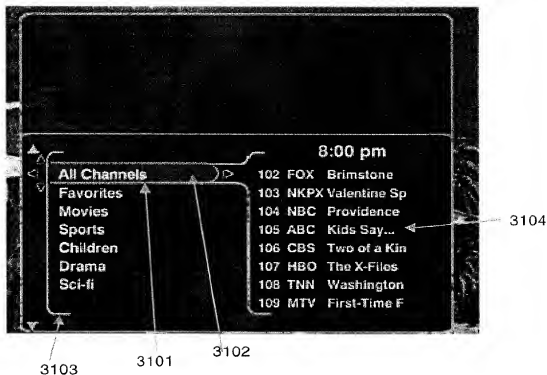 8:00 pm
All Channels
Favorites
Movies
Sports
Children
Drama
Sci-fi
102 FOX Brimstone
103 NKPX Valentine Sp
104 NBC Providence
105 ABC Kids Say...
106 CBS Two of a Kin
107 HBO The X-Files
108 TNN Washington
109 MTV First-Time F
3104
3103
3101
3102